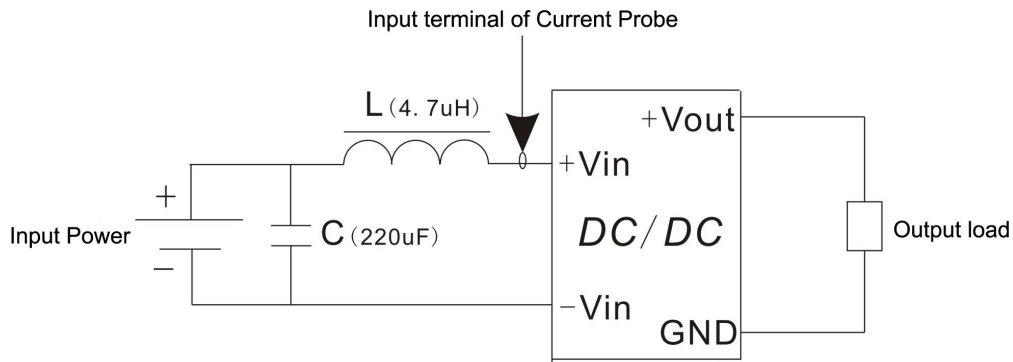 Input terminal of Current Probe
L(4.7uH)
+Vout
+Vin
+
Input Power
C(220uF)
DC/DC
Output load
−
−Vin
GND